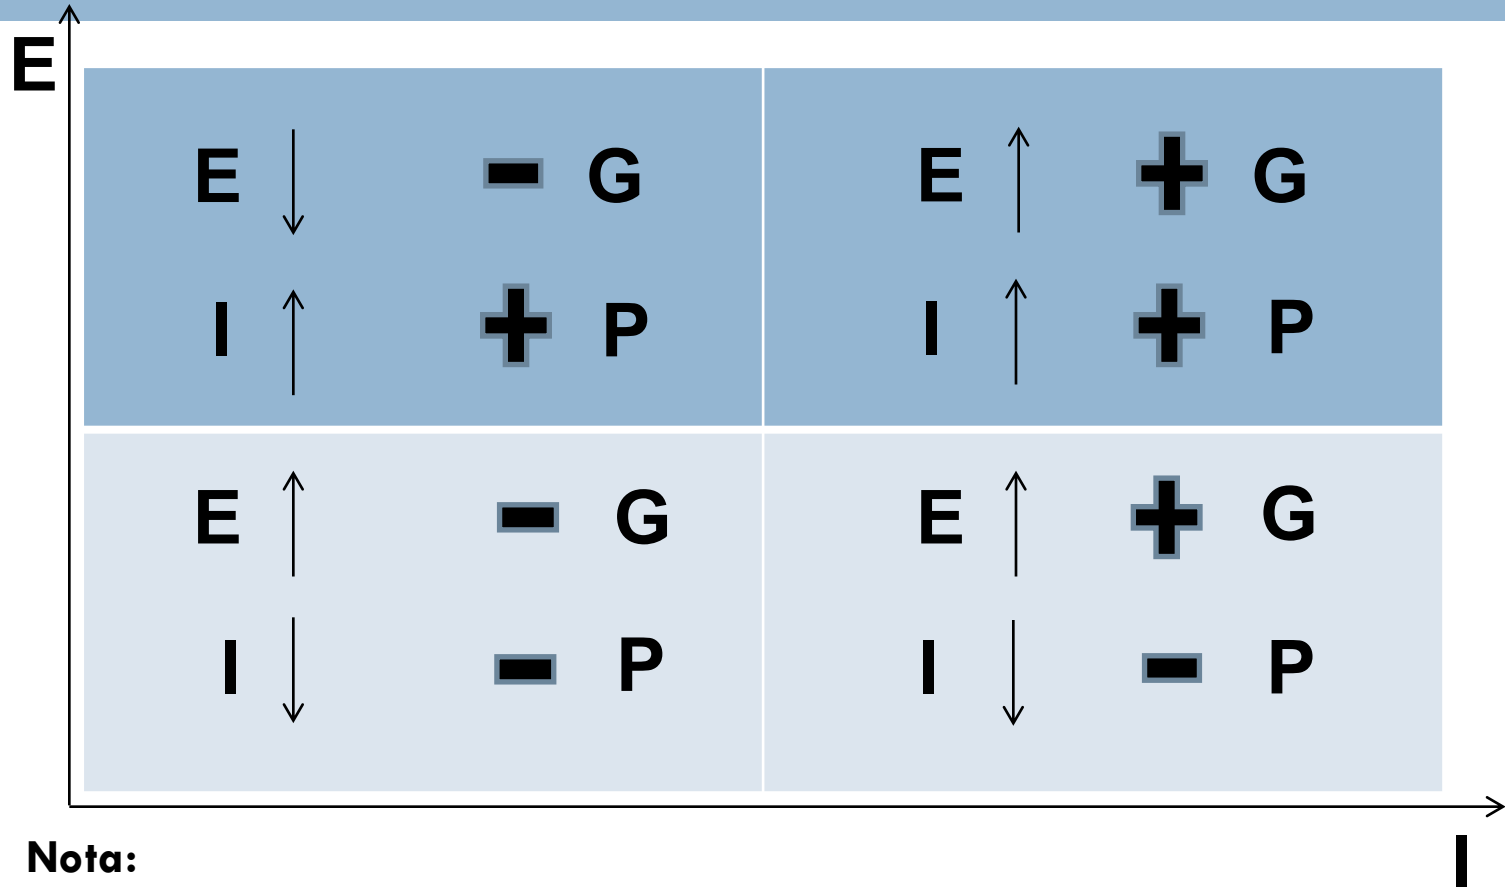 E
E ↓ − G E ↑ + G
I ↑ + P I ↑ + P
E ↑ − G E ↑ + G
I ↓ − P I ↓ − P
Nota: I